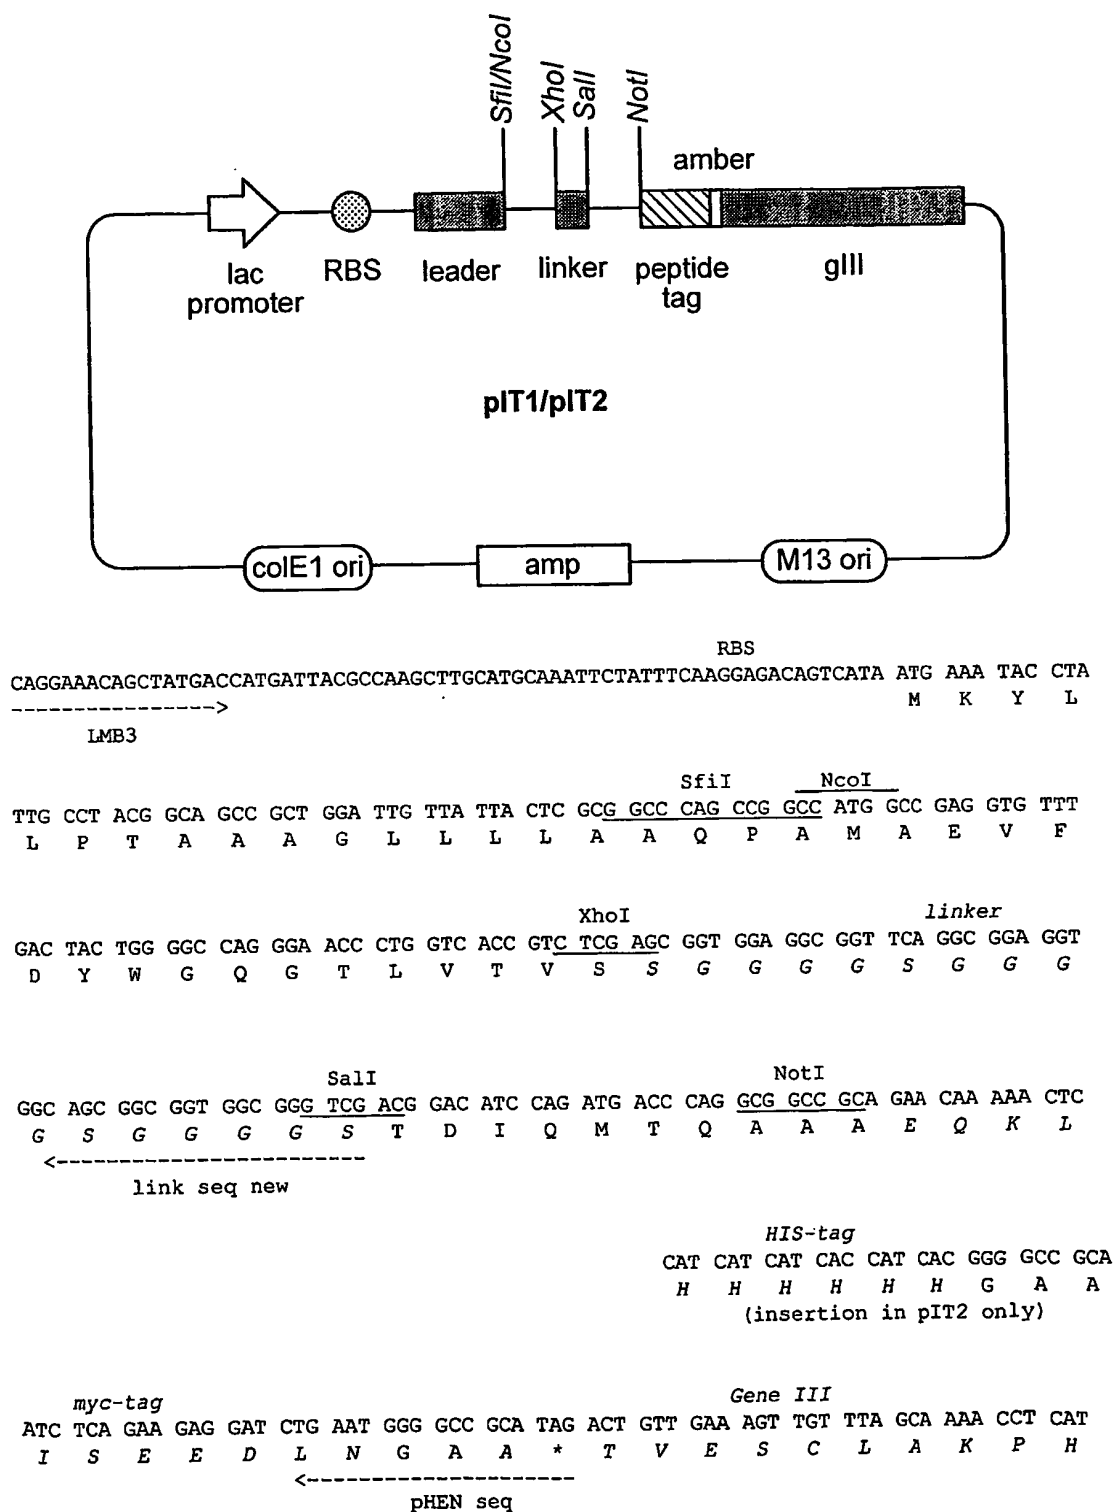 SfiI/NcoI
XhoI
SalI
NotI
amber
lac promoter
RBS
leader
linker
peptide tag
gIII
pIT1/pIT2
colE1 ori
amp
M13 ori
RBS
CAGGAAACAGCTATGACCATGATTACGCCAAGCTTGCATGCAAATTCTATTTCAAGGAGACAGTCATA ATG AAA TAC CTA
M K Y L
---------------->
LMB3
SfiI NcoI
TTG CCT ACG GCA GCC GCT GGA TTG TTA TTA CTC GCG GCC CAG CCG GCC ATG GCC GAG GTG TTT
L P T A A A G L L L L A A Q P A M A E V F
XhoI linker
GAC TAC TGG GGC CAG GGA ACC CTG GTC ACC GTC TCG AGC GGT GGA GGC GGT TCA GGC GGA GGT
D Y W G Q G T L V T V S S G G G G S G G G
SalI NotI
GGC AGC GGC GGT GGC GGG TCG ACG GAC ATC CAG ATG ACC CAG GCG GCC GCA GAA CAA AAA CTC
G S G G G G S T D I Q M T Q A A A E Q K L
<------------------------
link seq new
HIS-tag
CAT CAT CAT CAC CAT CAC GGG GCC GCA
H H H H H H G A A
(insertion in pIT2 only)
myc-tag Gene III
ATC TCA GAA GAG GAT CTG AAT GGG GCC GCA TAG ACT GTT GAA AGT TGT TTA GCA AAA CCT CAT
I S E E D L N G A A * T V E S C L A K P H
<--------------------
pHEN seq